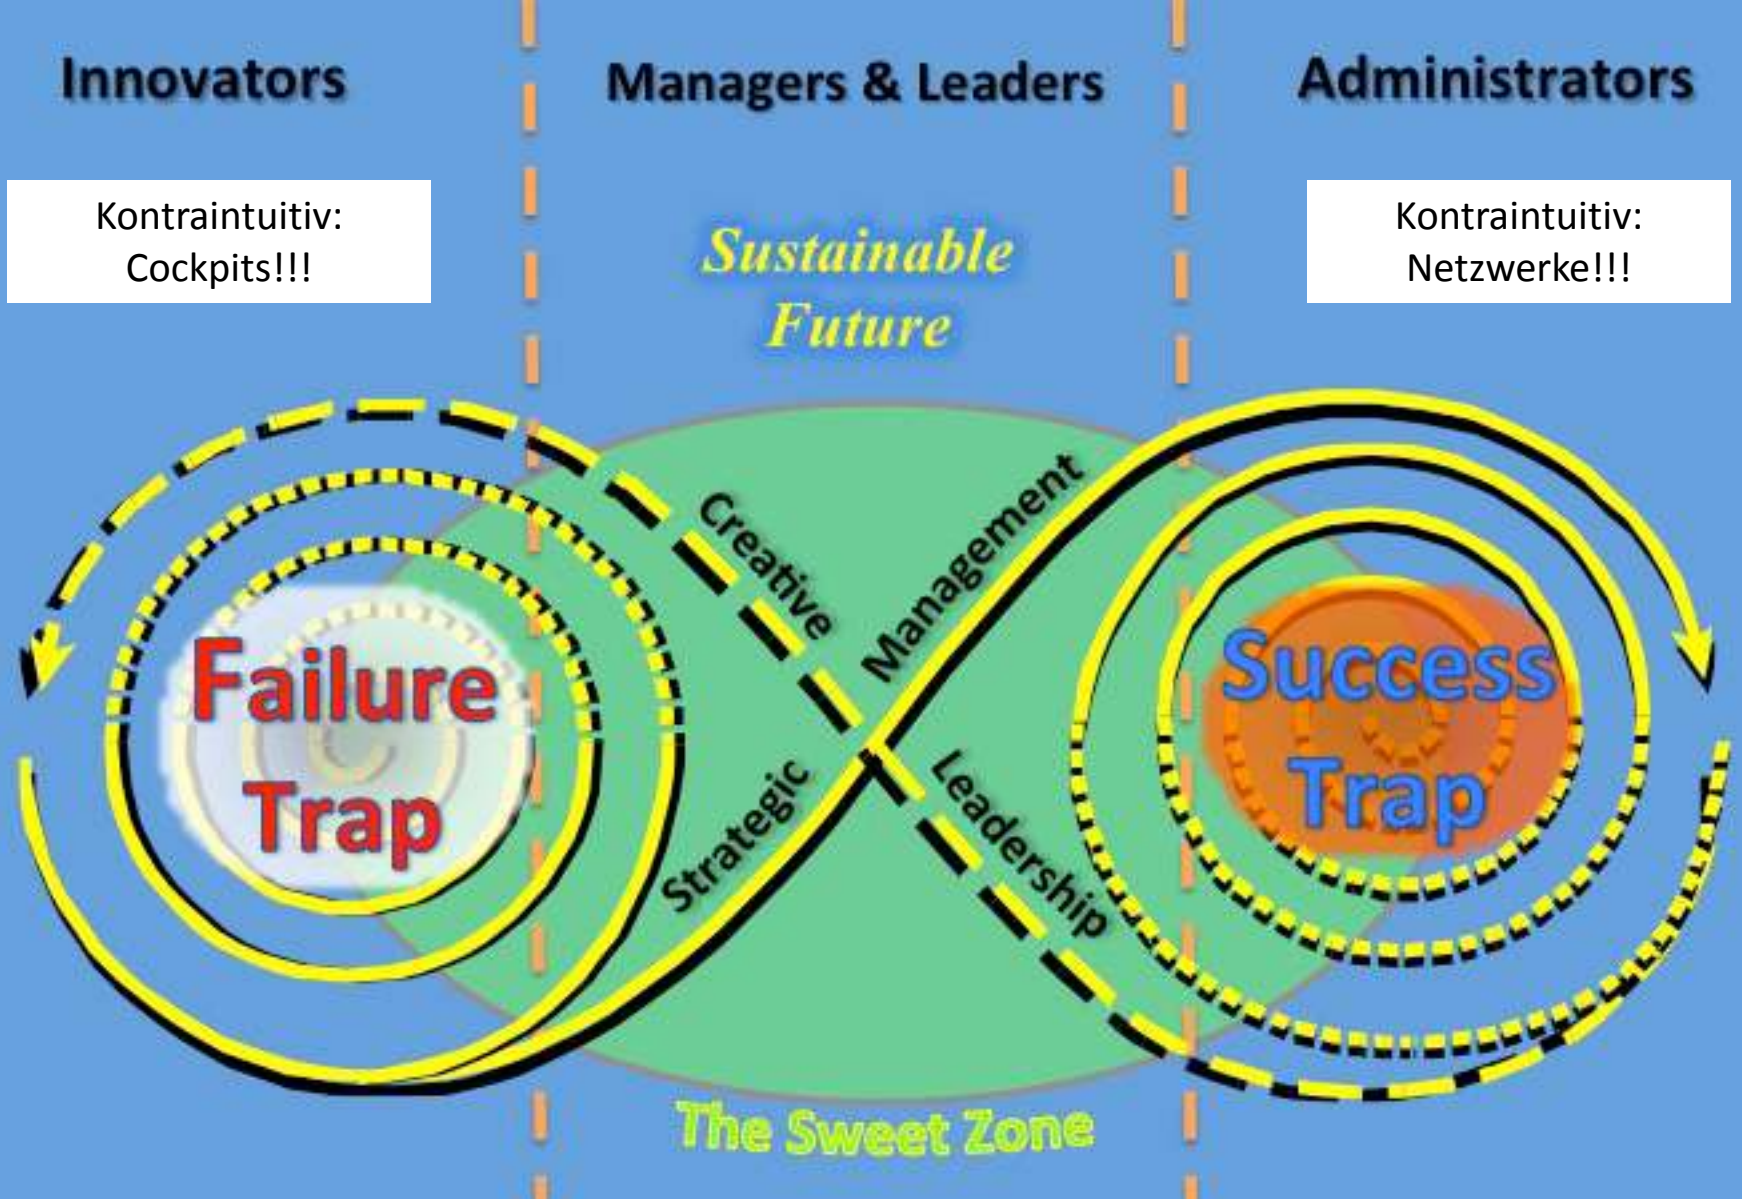 Innovators
Managers & Leaders
Administrators
Kontraintuitiv:
Cockpits!!!
Kontraintuitiv:
Netzwerke!!!
Sustainable
Future
Creative
Management
Failure
Trap
Success
Trap
Strategic
Leadership
The Sweet Zone